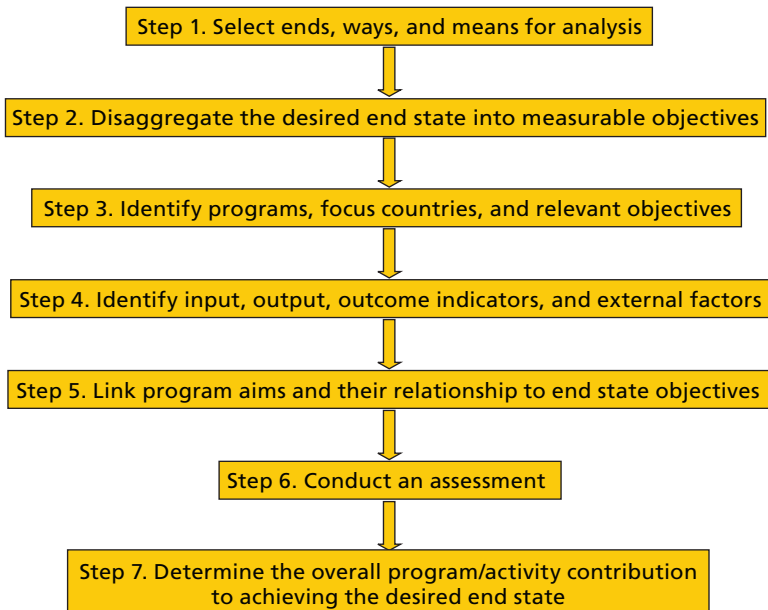 Step 1. Select ends, ways, and means for analysis
Step 2. Disaggregate the desired end state into measurable objectives
Step 3. Identify programs, focus countries, and relevant objectives
Step 4. Identify input, output, outcome indicators, and external factors
Step 5. Link program aims and their relationship to end state objectives
Step 6. Conduct an assessment
Step 7. Determine the overall program/activity contribution
to achieving the desired end state